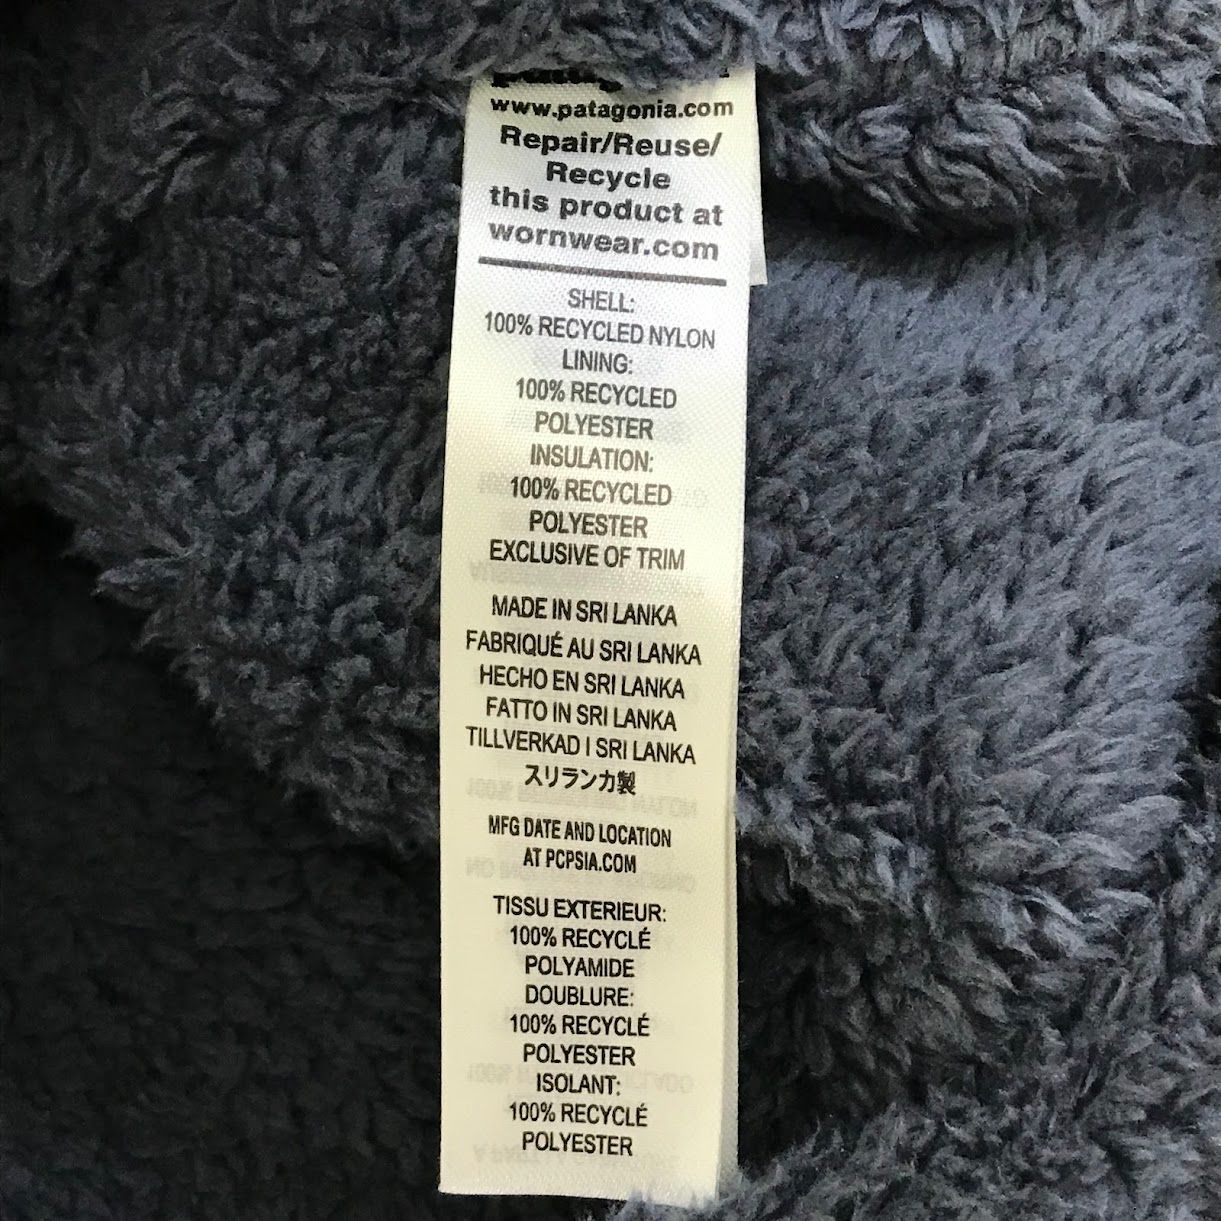 www.patagonia.com
Repair/Reuse/
Recycle
this product at
wornwear.com
SHELL:
100% RECYCLED NYLON
LINING:
100% RECYCLED
POLYESTER
INSULATION:
100% RECYCLED
POLYESTER
EXCLUSIVE OF TRIM
MADE IN SRI LANKA
FABRIQUÉ AU SRI LANKA
HECHO EN SRI LANKA
FATTO IN SRI LANKA
TILLVERKAD I SRI LANKA
スリランカ製
MFG DATE AND LOCATION
AT PCPSIA.COM
TISSU EXTERIEUR:
100% RECYCLÉ
POLYAMIDE
DOUBLURE:
100% RECYCLÉ
POLYESTER
ISOLANT:
100% RECYCLÉ
POLYESTER